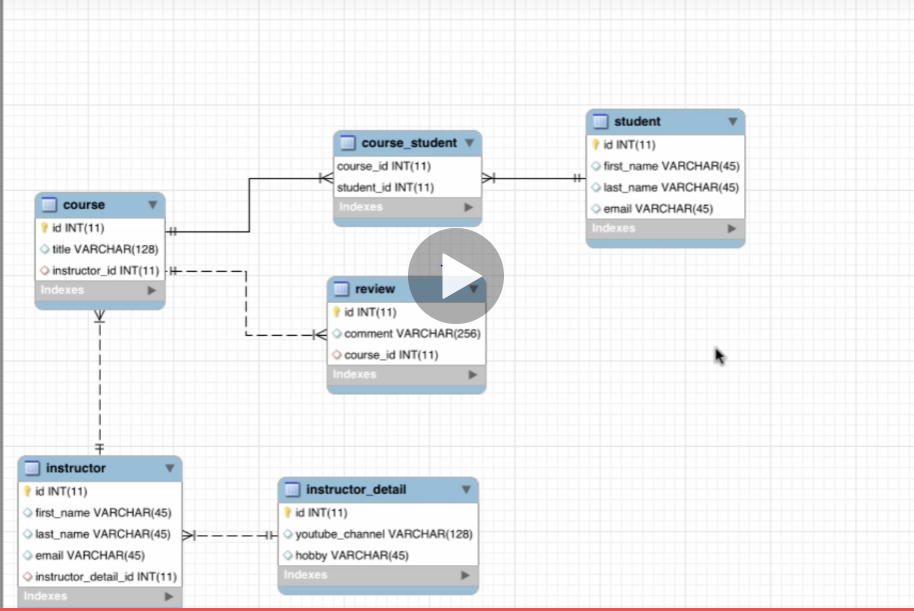 course_student
course_id INT(11)
student_id INT(11)
Indexes
student
id INT(11)
first_name VARCHAR(45)
last_name VARCHAR(45)
email VARCHAR(45)
Indexes
course
id INT(11)
title VARCHAR(128)
instructor_id INT(11)
Indexes
review
id INT(11)
comment VARCHAR(256)
course_id INT(11)
Indexes
instructor
id INT(11)
first_name VARCHAR(45)
last_name VARCHAR(45)
email VARCHAR(45)
instructor_detail_id INT(11)
Indexes
instructor_detail
id INT(11)
youtube_channel VARCHAR(128)
hobby VARCHAR(45)
Indexes